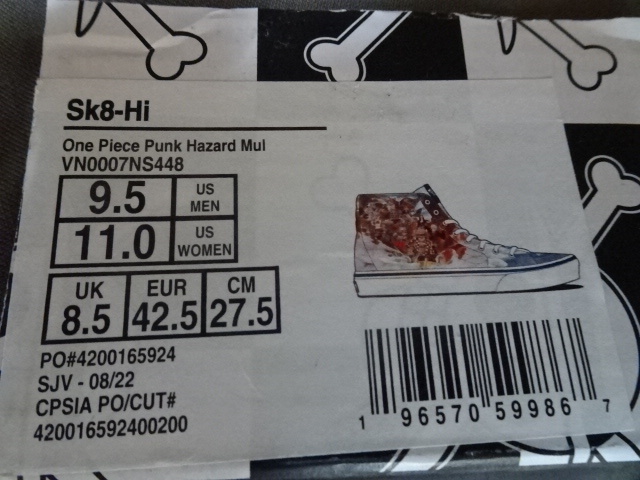 Sk8-Hi
One Piece Punk Hazard Mul
VN0007NS448
9.5 US MEN
11.0 US WOMEN
UK 8.5 EUR 42.5 CM 27.5
PO#4200165924
SJV - 08/22
CPSIA PO/CUT#
420016592400200
1 96570 59986 7